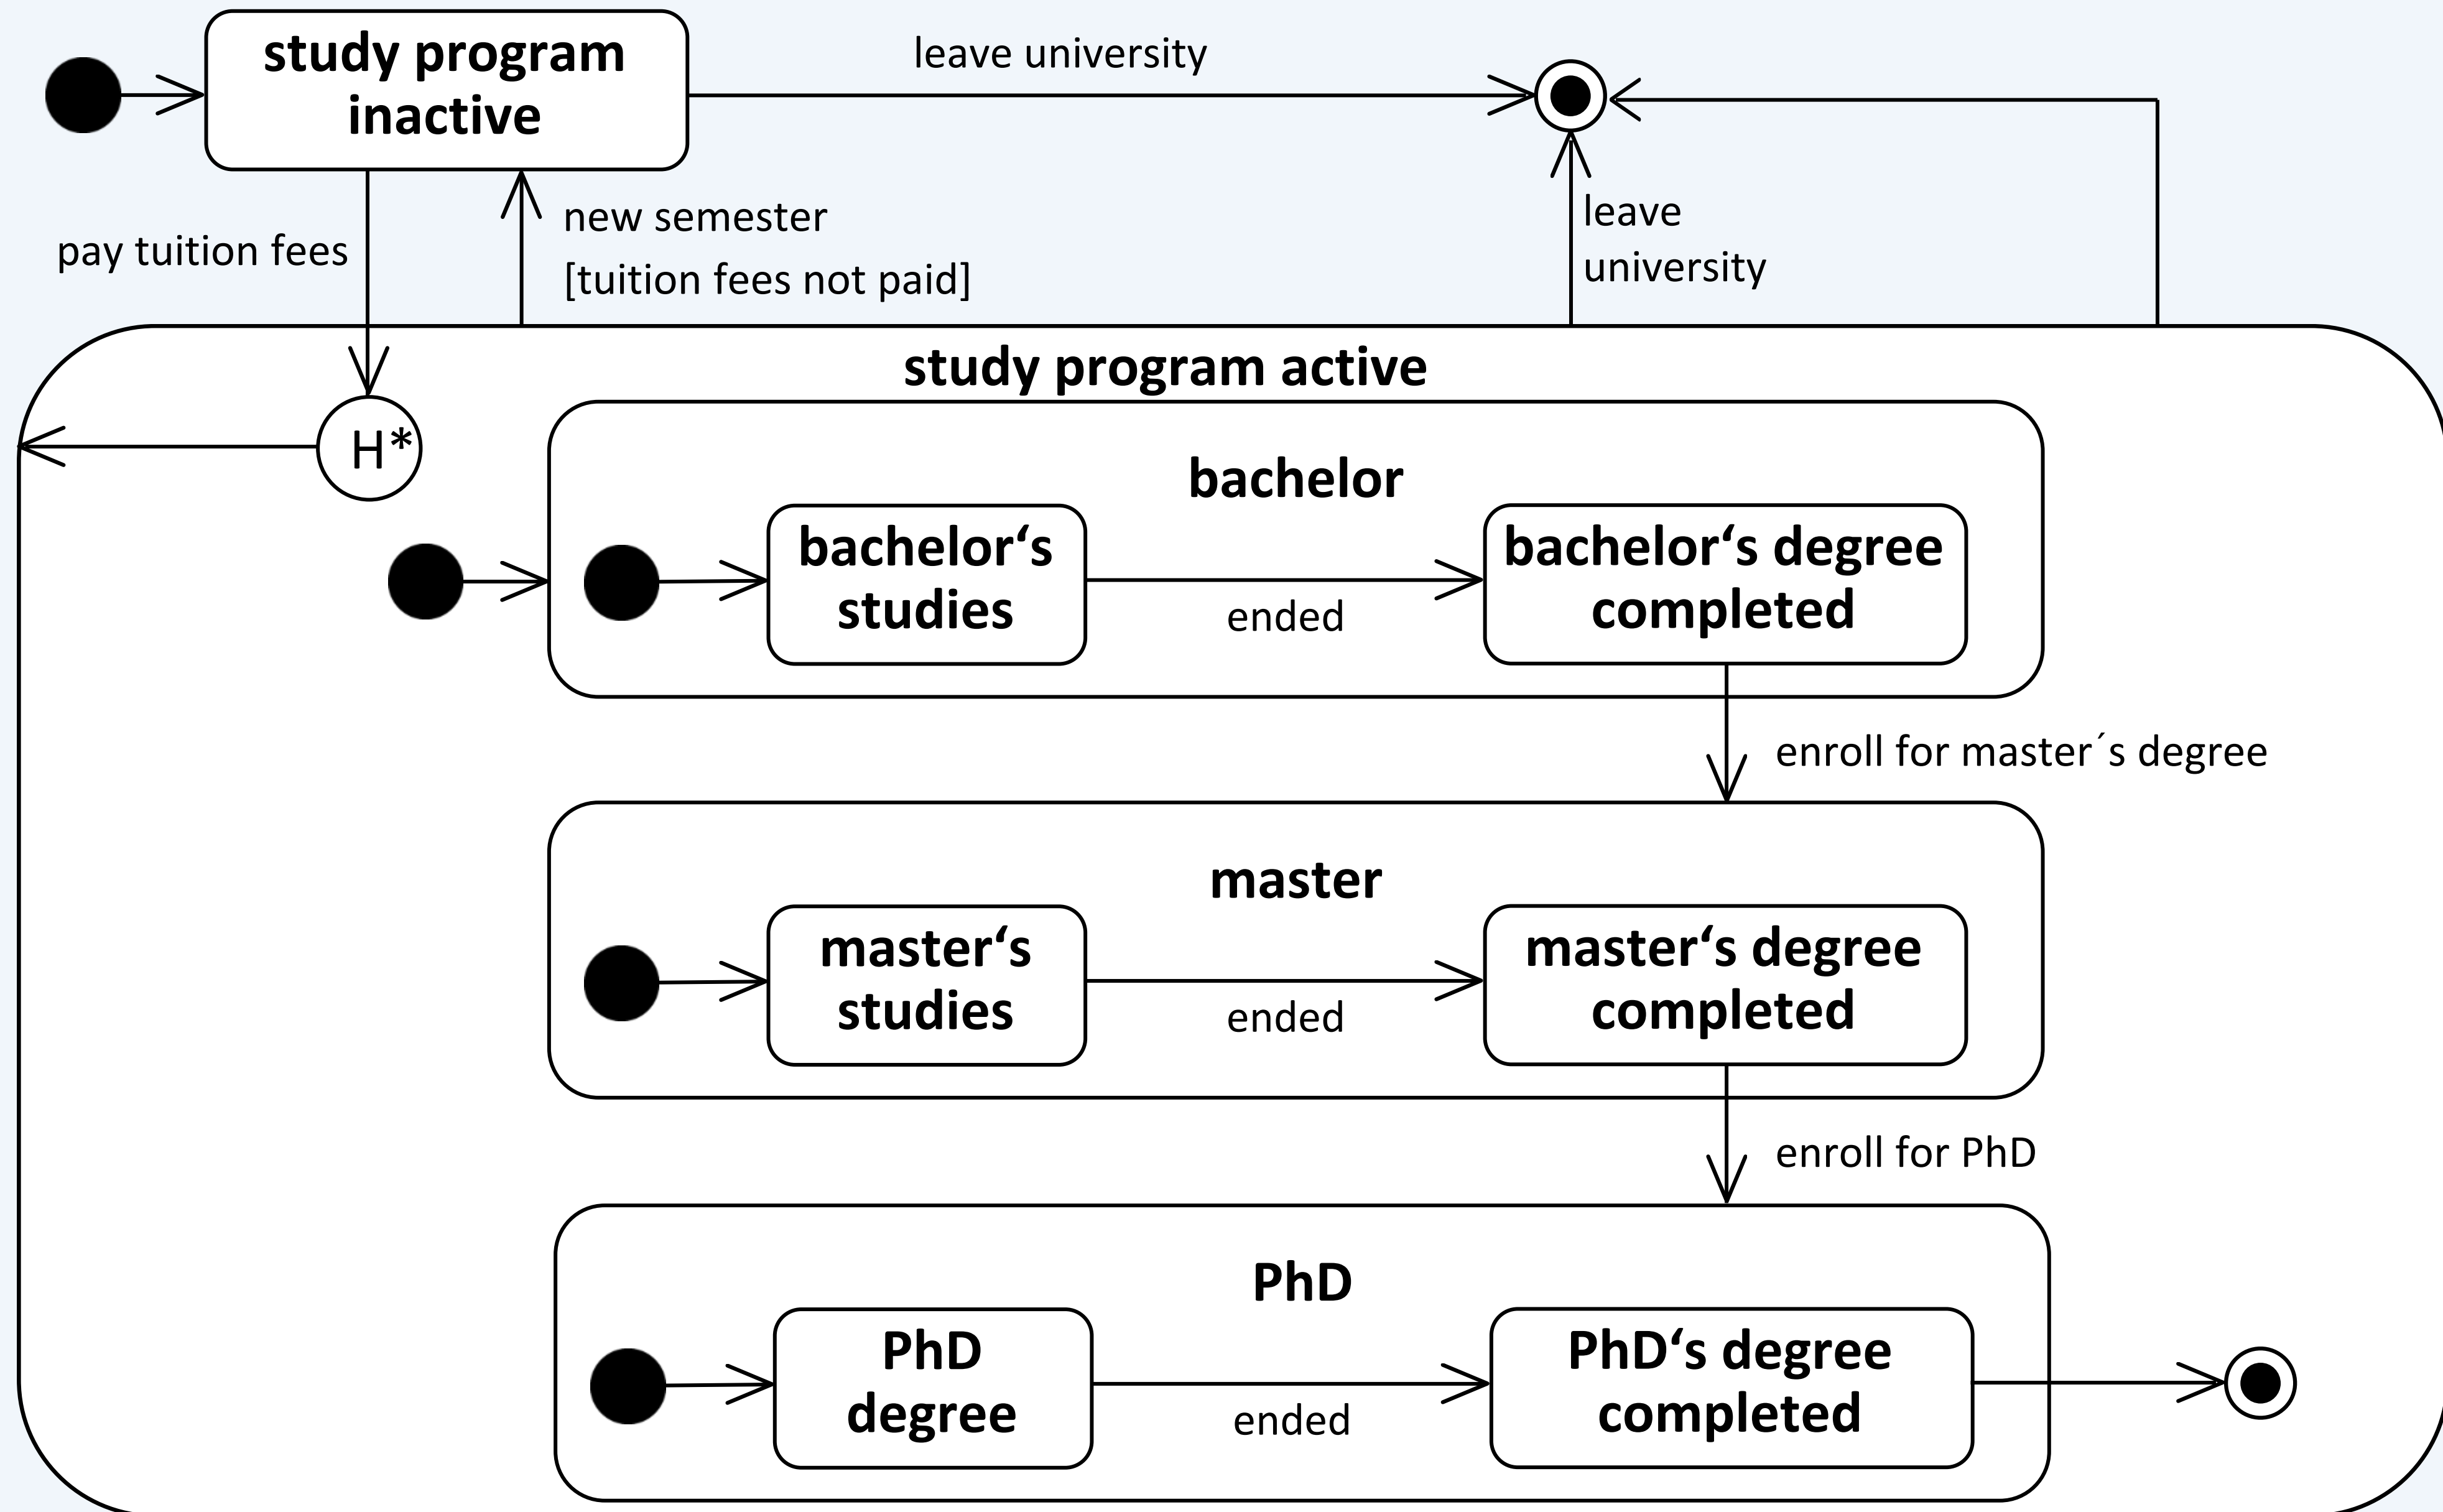 study program
inactive
leave university
pay tuition fees
new semester
[tuition fees not paid]
leave
university
study program active
H*
bachelor
bachelor‘s
studies
ended
bachelor‘s degree
completed
enroll for master´s degree
master
master‘s
studies
ended
master‘s degree
completed
enroll for PhD
PhD
PhD
degree
ended
PhD‘s degree
completed